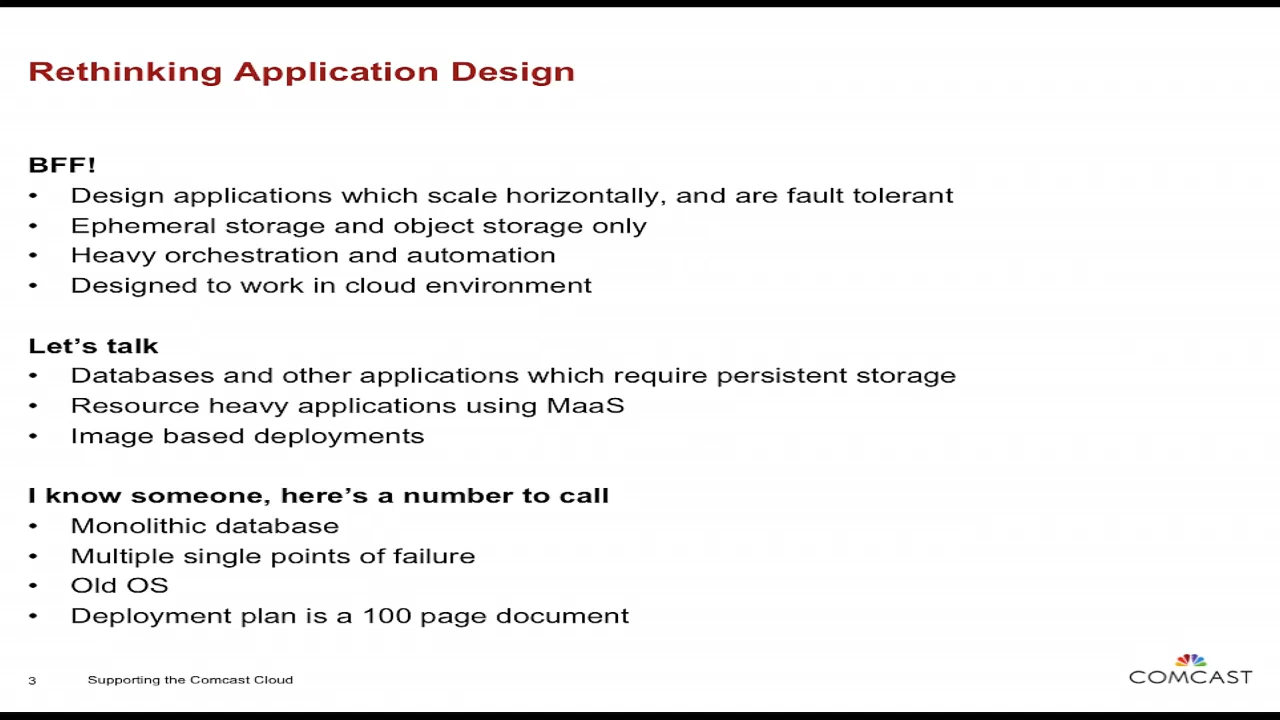 Rethinking Application Design
BFF!
• Design applications which scale horizontally, and are fault tolerant
• Ephemeral storage and object storage only
• Heavy orchestration and automation
• Designed to work in cloud environment
Let’s talk
• Databases and other applications which require persistent storage
• Resource heavy applications using MaaS
• Image based deployments
I know someone, here’s a number to call
• Monolithic database
• Multiple single points of failure
• Old OS
• Deployment plan is a 100 page document
3 Supporting the Comcast Cloud
COMCAST